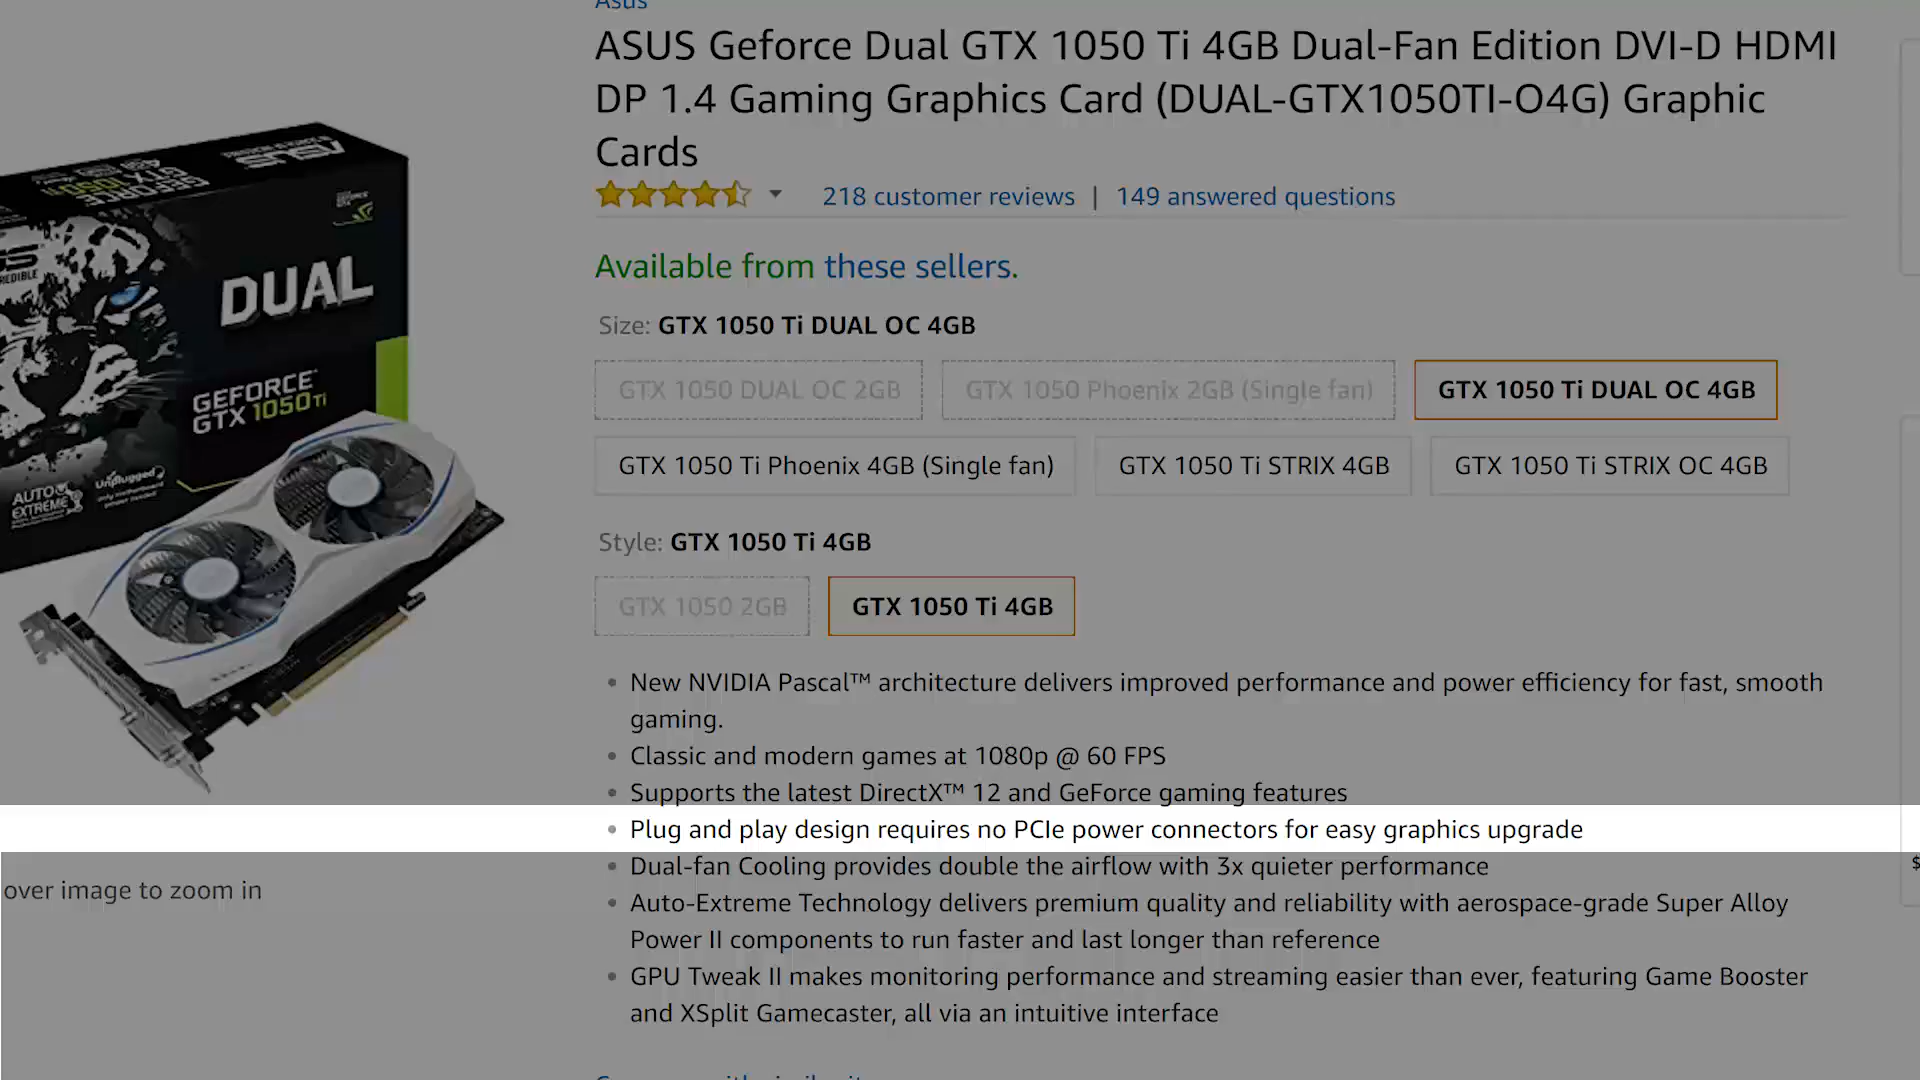 Asus
ASUS Geforce Dual GTX 1050 Ti 4GB Dual-Fan Edition DVI-D HDMI
DP 1.4 Gaming Graphics Card (DUAL-GTX1050TI-O4G) Graphic
Cards
218 customer reviews | 149 answered questions
Available from these sellers.
Size: GTX 1050 Ti DUAL OC 4GB
GTX 1050 DUAL OC 2GB
GTX 1050 Phoenix 2GB (Single fan)
GTX 1050 Ti DUAL OC 4GB
GTX 1050 Ti Phoenix 4GB (Single fan)
GTX 1050 Ti STRIX 4GB
GTX 1050 Ti STRIX OC 4GB
Style: GTX 1050 Ti 4GB
GTX 1050 2GB
GTX 1050 Ti 4GB
• New NVIDIA Pascal™ architecture delivers improved performance and power efficiency for fast, smooth
gaming.
• Classic and modern games at 1080p @ 60 FPS
• Supports the latest DirectX™ 12 and GeForce gaming features
• Plug and play design requires no PCIe power connectors for easy graphics upgrade
• Dual-fan Cooling provides double the airflow with 3x quieter performance
• Auto-Extreme Technology delivers premium quality and reliability with aerospace-grade Super Alloy
Power II components to run faster and last longer than reference
• GPU Tweak II makes monitoring performance and streaming easier than ever, featuring Game Booster
and XSplit Gamecaster, all via an intuitive interface
ASUS
GEFORCE
GTX 1050Ti
DUAL
GEFORCE
GTX 1050Ti
AUTO
EXTREME
Unplugged
over image to zoom in
$